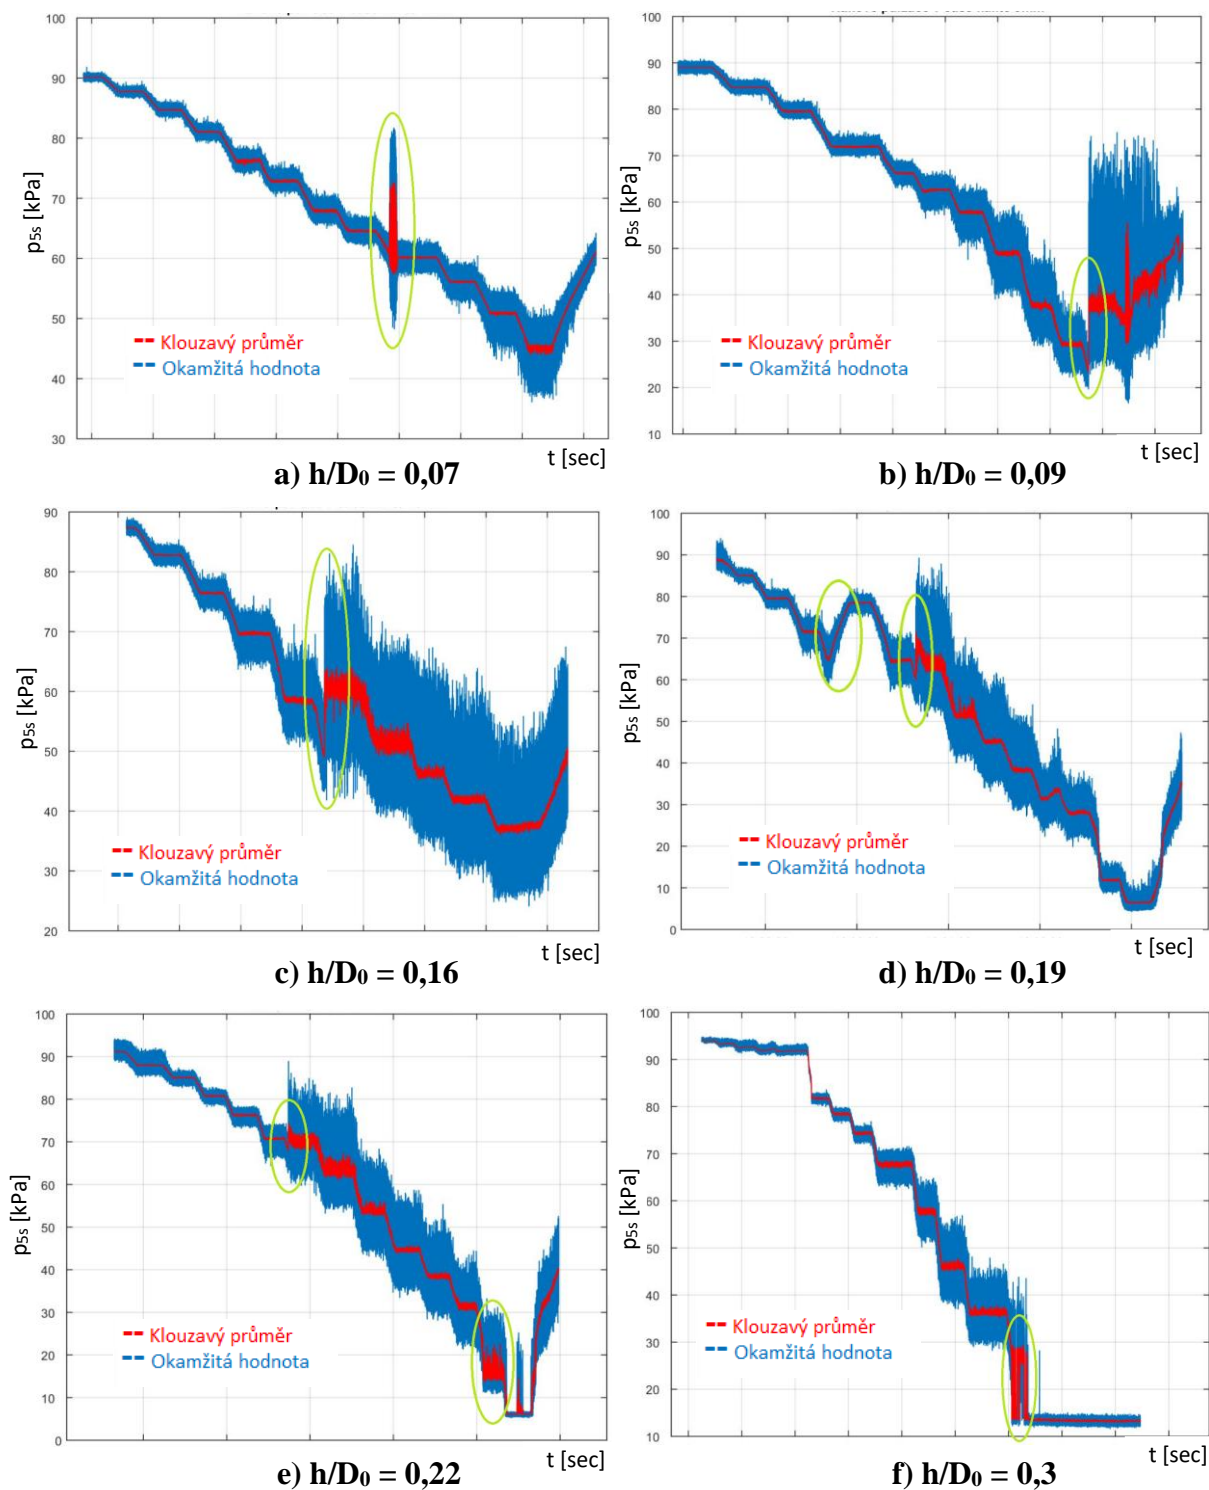 100
90
80
70
60
50
40
30
p5s [kPa]
Klouzavý průměr
Okamžitá hodnota
t [sec]
a) h/D0 = 0,07
100
90
80
70
60
50
40
30
20
10
p5s [kPa]
Klouzavý průměr
Okamžitá hodnota
t [sec]
b) h/D0 = 0,09
90
80
70
60
50
40
30
20
p5s [kPa]
Klouzavý průměr
Okamžitá hodnota
t [sec]
c) h/D0 = 0,16
100
90
80
70
60
50
40
30
20
10
0
p5s [kPa]
Klouzavý průměr
Okamžitá hodnota
t [sec]
d) h/D0 = 0,19
100
90
80
70
60
50
40
30
20
10
0
p5s [kPa]
Klouzavý průměr
Okamžitá hodnota
t [sec]
e) h/D0 = 0,22
100
90
80
70
60
50
40
30
20
10
p5s [kPa]
Klouzavý průměr
Okamžitá hodnota
t [sec]
f) h/D0 = 0,3